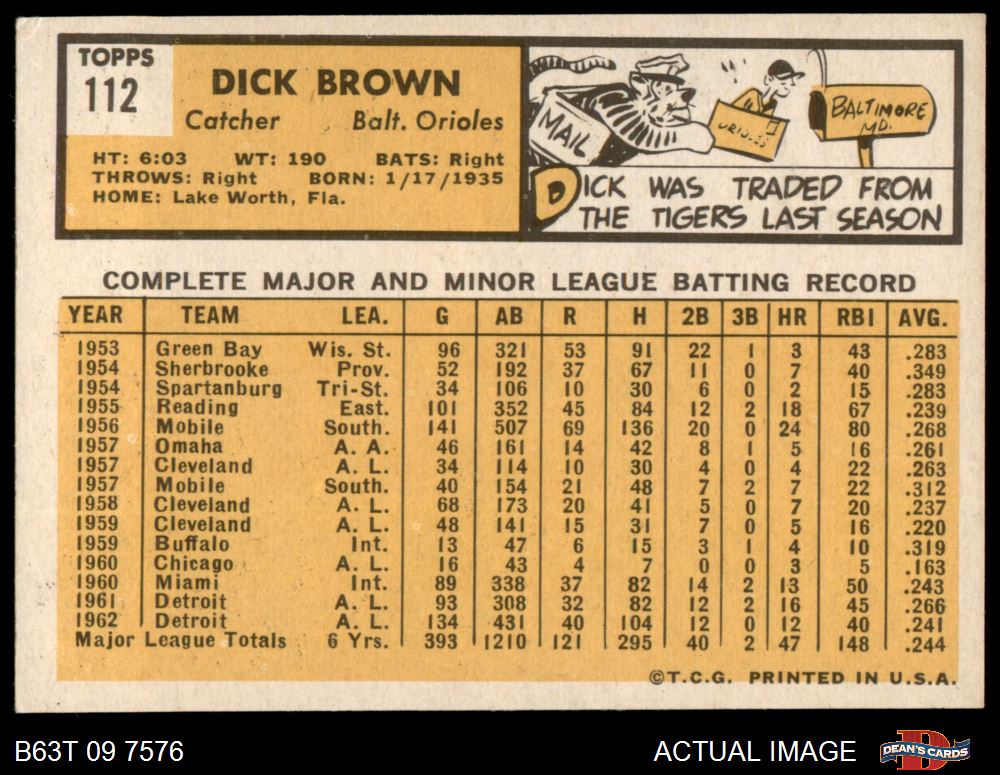 TOPPS
112
DICK BROWN
Catcher Balt. Orioles
HT: 6:03 WT: 190 BATS: Right
THROWS: Right BORN: 1/17/1935
HOME: Lake Worth, Fla.
MAIL
ORIOLES
BALTIMORE
MD.
DICK WAS TRADED FROM
THE TIGERS LAST SEASON
COMPLETE MAJOR AND MINOR LEAGUE BATTING RECORD
YEAR TEAM LEA. G AB R H 2B 3B HR RBI AVG.
1953 Green Bay Wis. St. 96 321 53 91 22 1 3 43 .283
1954 Sherbrooke Prov. 52 192 37 67 11 0 7 40 .349
1954 Spartanburg Tri-St. 34 106 10 30 6 0 2 15 .283
1955 Reading East. 101 352 45 84 12 2 18 67 .239
1956 Mobile South. 141 507 69 136 20 0 24 80 .268
1957 Omaha A. A. 46 161 14 42 8 1 5 16 .261
1957 Cleveland A. L. 34 114 10 30 4 0 4 22 .263
1957 Mobile South. 40 154 21 48 7 2 7 22 .312
1958 Cleveland A. L. 68 173 20 41 5 0 7 20 .237
1959 Cleveland A. L. 48 141 15 31 7 0 5 16 .220
1959 Buffalo Int. 13 47 6 15 3 1 4 10 .319
1960 Chicago A. L. 16 43 4 7 0 0 3 5 .163
1960 Miami Int. 89 338 37 82 14 2 13 50 .243
1961 Detroit A. L. 93 308 32 82 12 2 16 45 .266
1962 Detroit A. L. 134 431 40 104 12 0 12 40 .241
Major League Totals 6 Yrs. 393 1210 121 295 40 2 47 148 .244
©T.C.G. PRINTED IN U.S.A.
B63T 09 7576 ACTUAL IMAGE DEAN'S CARDS